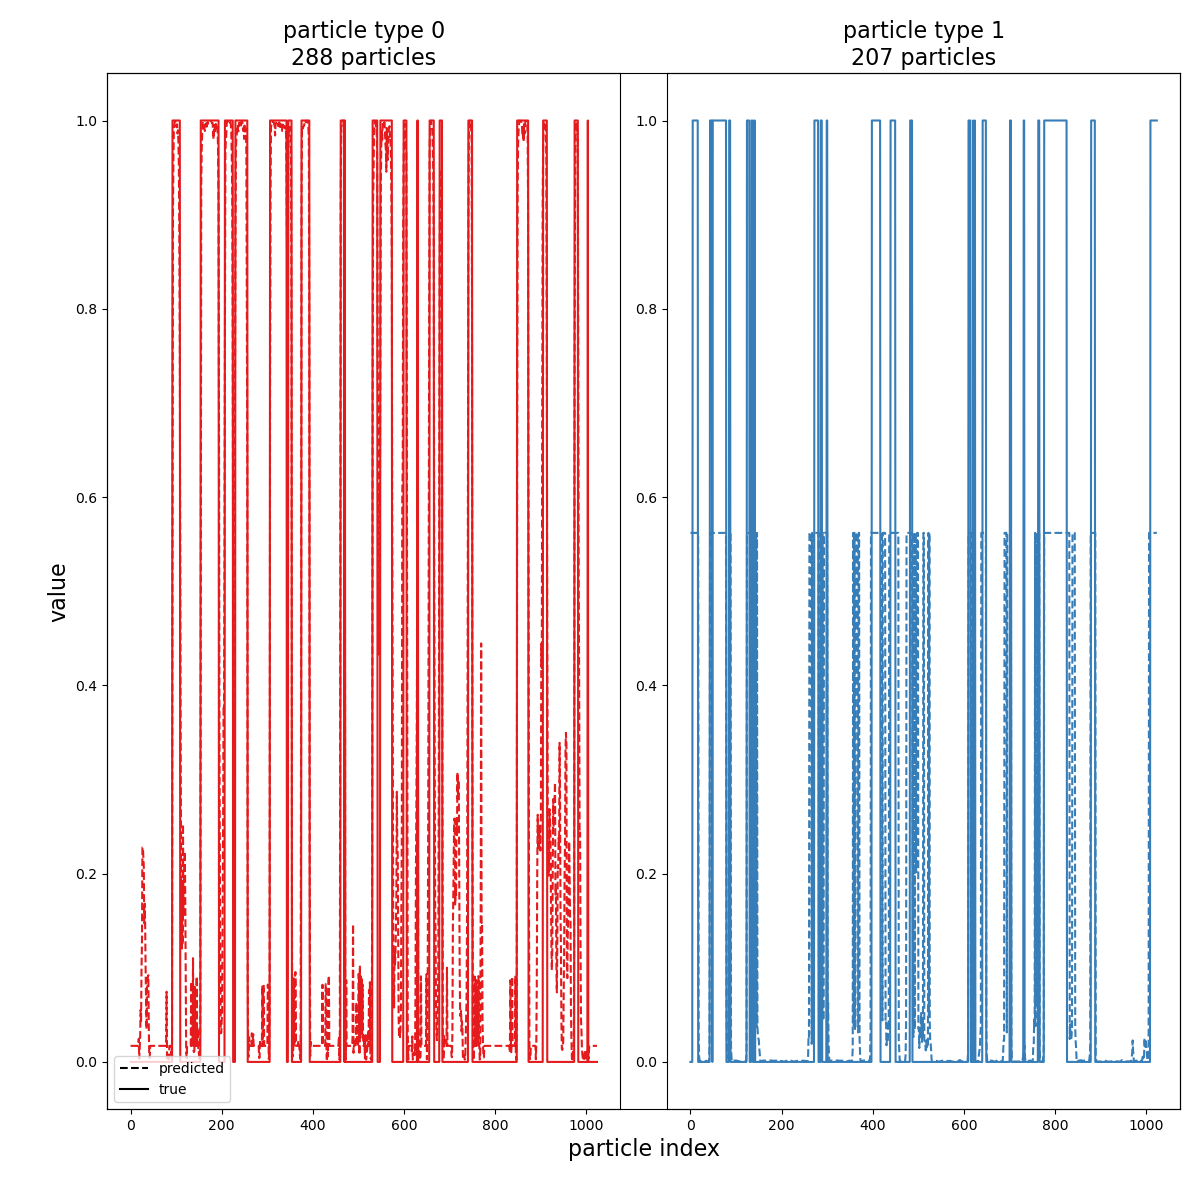 particle type 0
288 particles
particle type 1
207 particles
1.0
0.8
0.6
0.4
0.2
0.0
1.0
0.8
0.6
0.4
0.2
0.0
value
predicted
true
0 200 400 600 800 1000
0 200 400 600 800 1000
particle index